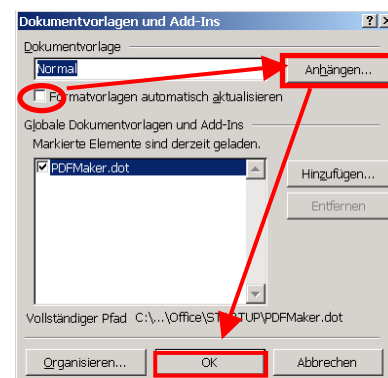 Dokumentvorlagen und Add-Ins ? x
Dokumentvorlage
Normal Anhängen...
Formatvorlagen automatisch aktualisieren
Globale Dokumentvorlagen und Add-Ins
Markierte Elemente sind derzeit geladen.
PDFMaker.dot
Hinzufügen...
Entfernen
Vollständiger Pfad C:\...\Office\STARTUP\PDFMaker.dot
Organisieren... OK Abbrechen